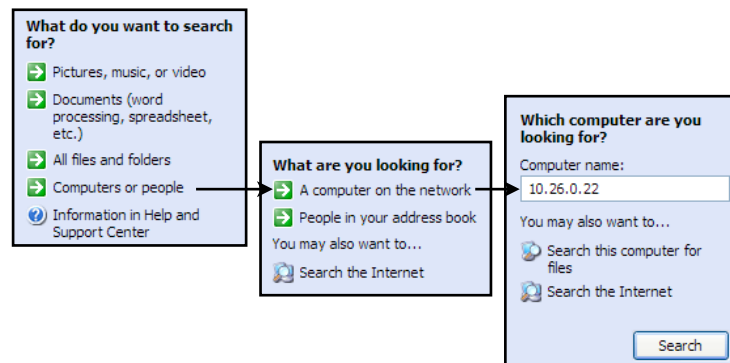 What do you want to search
for?
Pictures, music, or video
Documents (word
processing, spreadsheet,
etc.)
All files and folders
Computers or people
Information in Help and
Support Center
What are you looking for?
A computer on the network
People in your address book
You may also want to...
Search the Internet
Which computer are you
looking for?
Computer name:
10.26.0.22
You may also want to...
Search this computer for
files
Search the Internet
Search